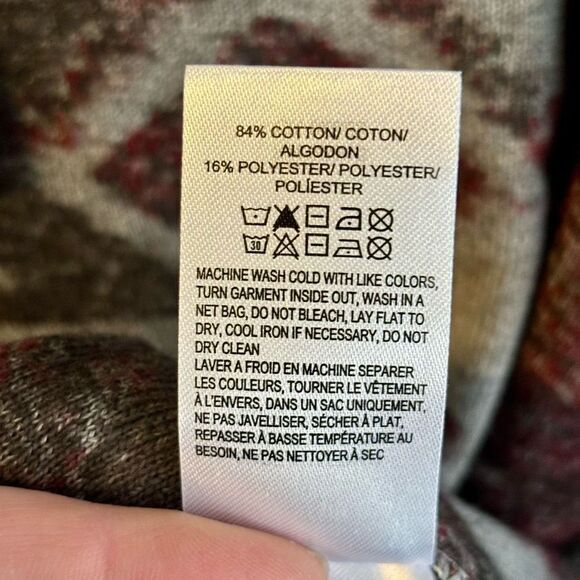 84% COTTON/ COTON/
ALGODON
16% POLYESTER/ POLYESTER/
POLÍESTER
30
MACHINE WASH COLD WITH LIKE COLORS,
TURN GARMENT INSIDE OUT, WASH IN A
NET BAG, DO NOT BLEACH, LAY FLAT TO
DRY, COOL IRON IF NECESSARY, DO NOT
DRY CLEAN
LAVER A FROID EN MACHINE SEPARER
LES COULEURS, TOURNER LE VÊTEMENT
À L'ENVERS, DANS UN SAC UNIQUEMENT,
NE PAS JAVELLISER, SÉCHER À PLAT,
REPASSER À BASSE TEMPÉRATURE AU
BESOIN, NE PAS NETTOYER À SEC